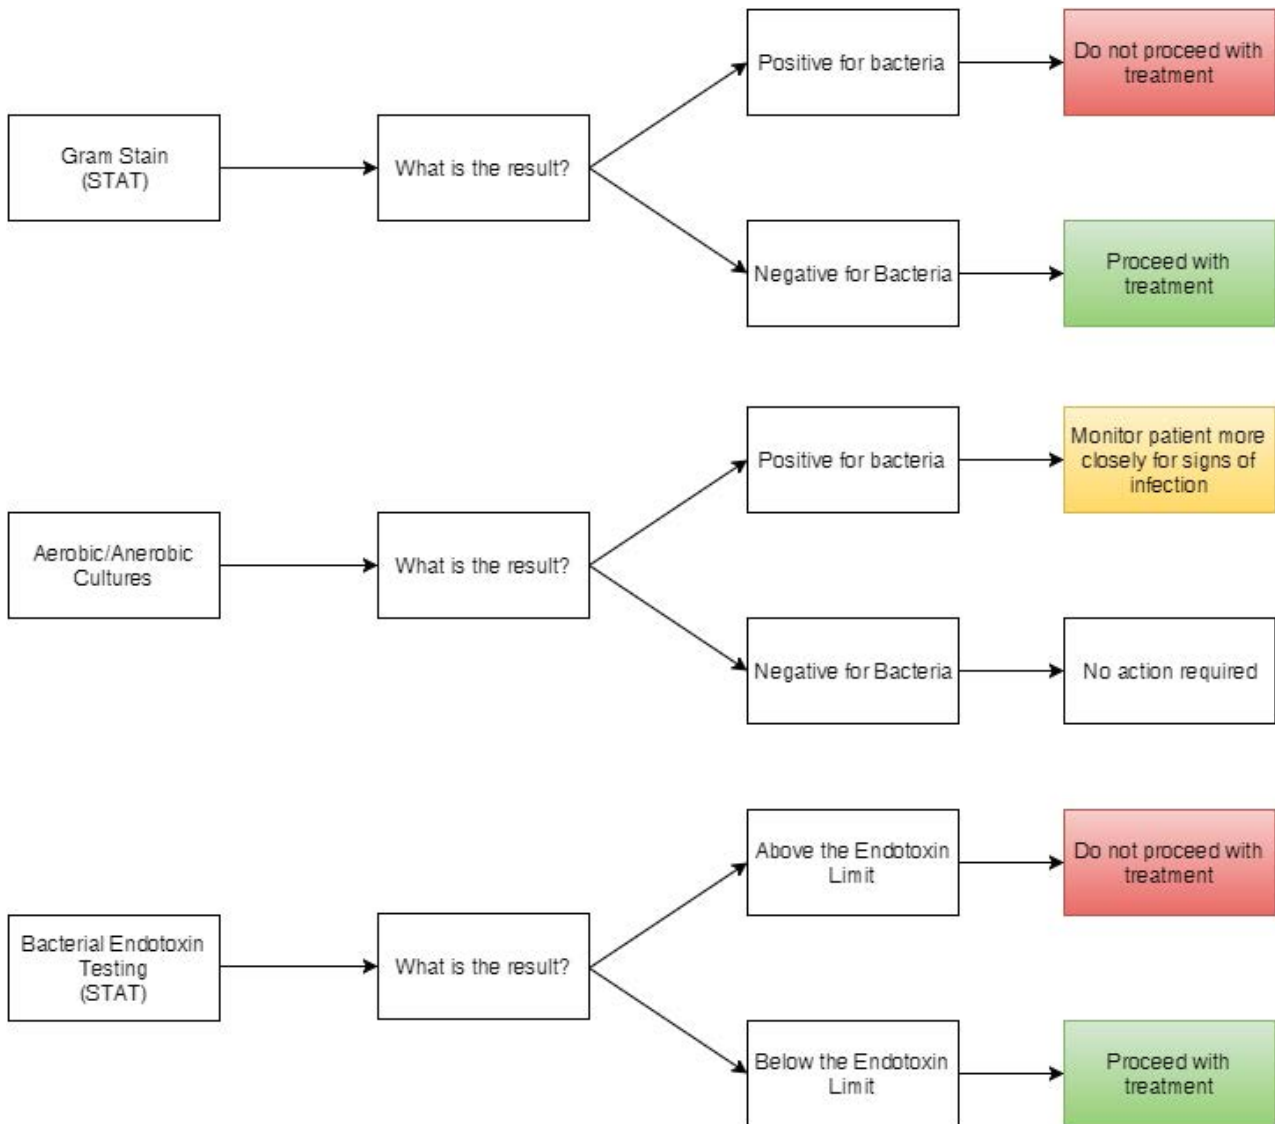 Gram Stain
(STAT)
What is the result?
Positive for bacteria
Do not proceed with
treatment
Negative for Bacteria
Proceed with
treatment
Aerobic/Anerobic
Cultures
What is the result?
Positive for bacteria
Monitor patient more
closely for signs of
infection
Negative for Bacteria
No action required
Bacterial Endotoxin
Testing
(STAT)
What is the result?
Above the Endotoxin
Limit
Do not proceed with
treatment
Below the Endotoxin
Limit
Proceed with
treatment